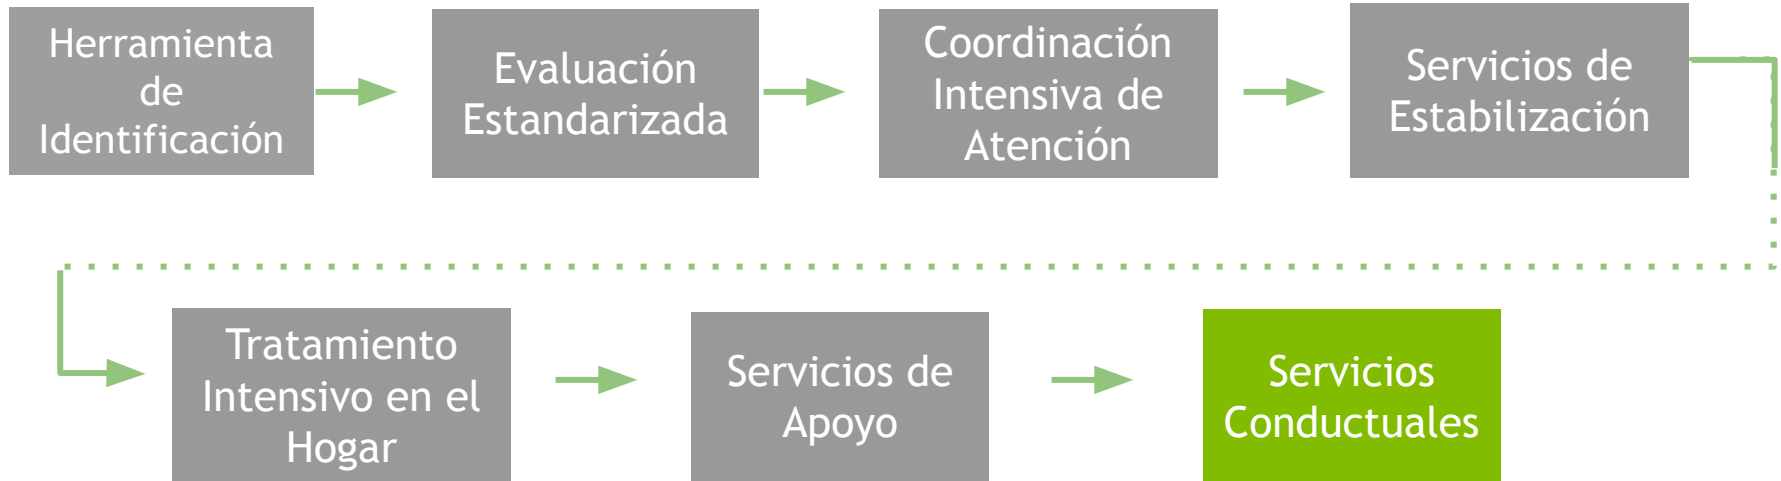 Herramienta
de
Identificación
Evaluación
Estandarizada
Coordinación
Intensiva de
Atención
Servicios de
Estabilización
Tratamiento
Intensivo en el
Hogar
Servicios de
Apoyo
Servicios
Conductuales